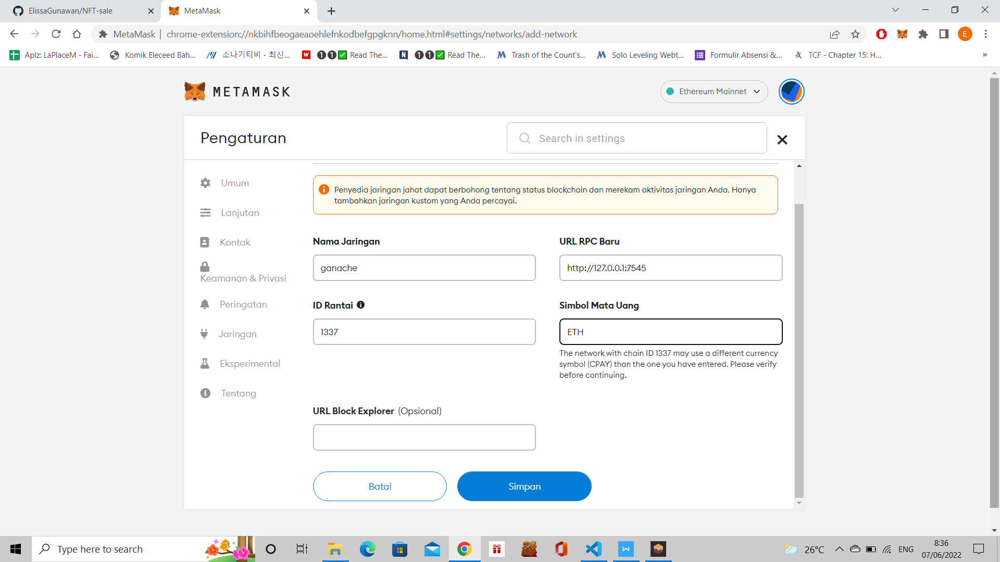 ElissaGunawan/NFT-sale
MetaMask
MetaMask | chrome-extension://nkbihfbeogaeaoehlefnkodbefgpgknn/home.html#settings/networks/add-network
E
Aplz: LaPlaceM - Fai...
Komik Eleceed Bah...
소나기티비 - 최신...
W
❶❶✅ Read The...
N
❶❶✅ Read The...
Trash of the Count's...
Solo Leveling Webt...
Formulir Absensi &...
TCF - Chapter 15: H...
»
METAMASK
Ethereum Mainnet
Pengaturan
Search in settings
Umum
Lanjutan
Kontak
Keamanan & Privasi
Peringatan
Jaringan
Eksperimental
Tentang
Penyedia jaringan jahat dapat berbohong tentang status blockchain dan merekam aktivitas jaringan Anda. Hanya
tambahkan jaringan kustom yang Anda percayai.
Nama Jaringan
ganache
URL RPC Baru
http://127.0.0.1:7545
ID Rantai
1337
Simbol Mata Uang
ETH
The network with chain ID 1337 may use a different currency
symbol (CPAY) than the one you have entered. Please verify
before continuing.
URL Block Explorer (Opsional)
Batal
Simpan
Type here to search
26°C
ENG
8:36
07/06/2022